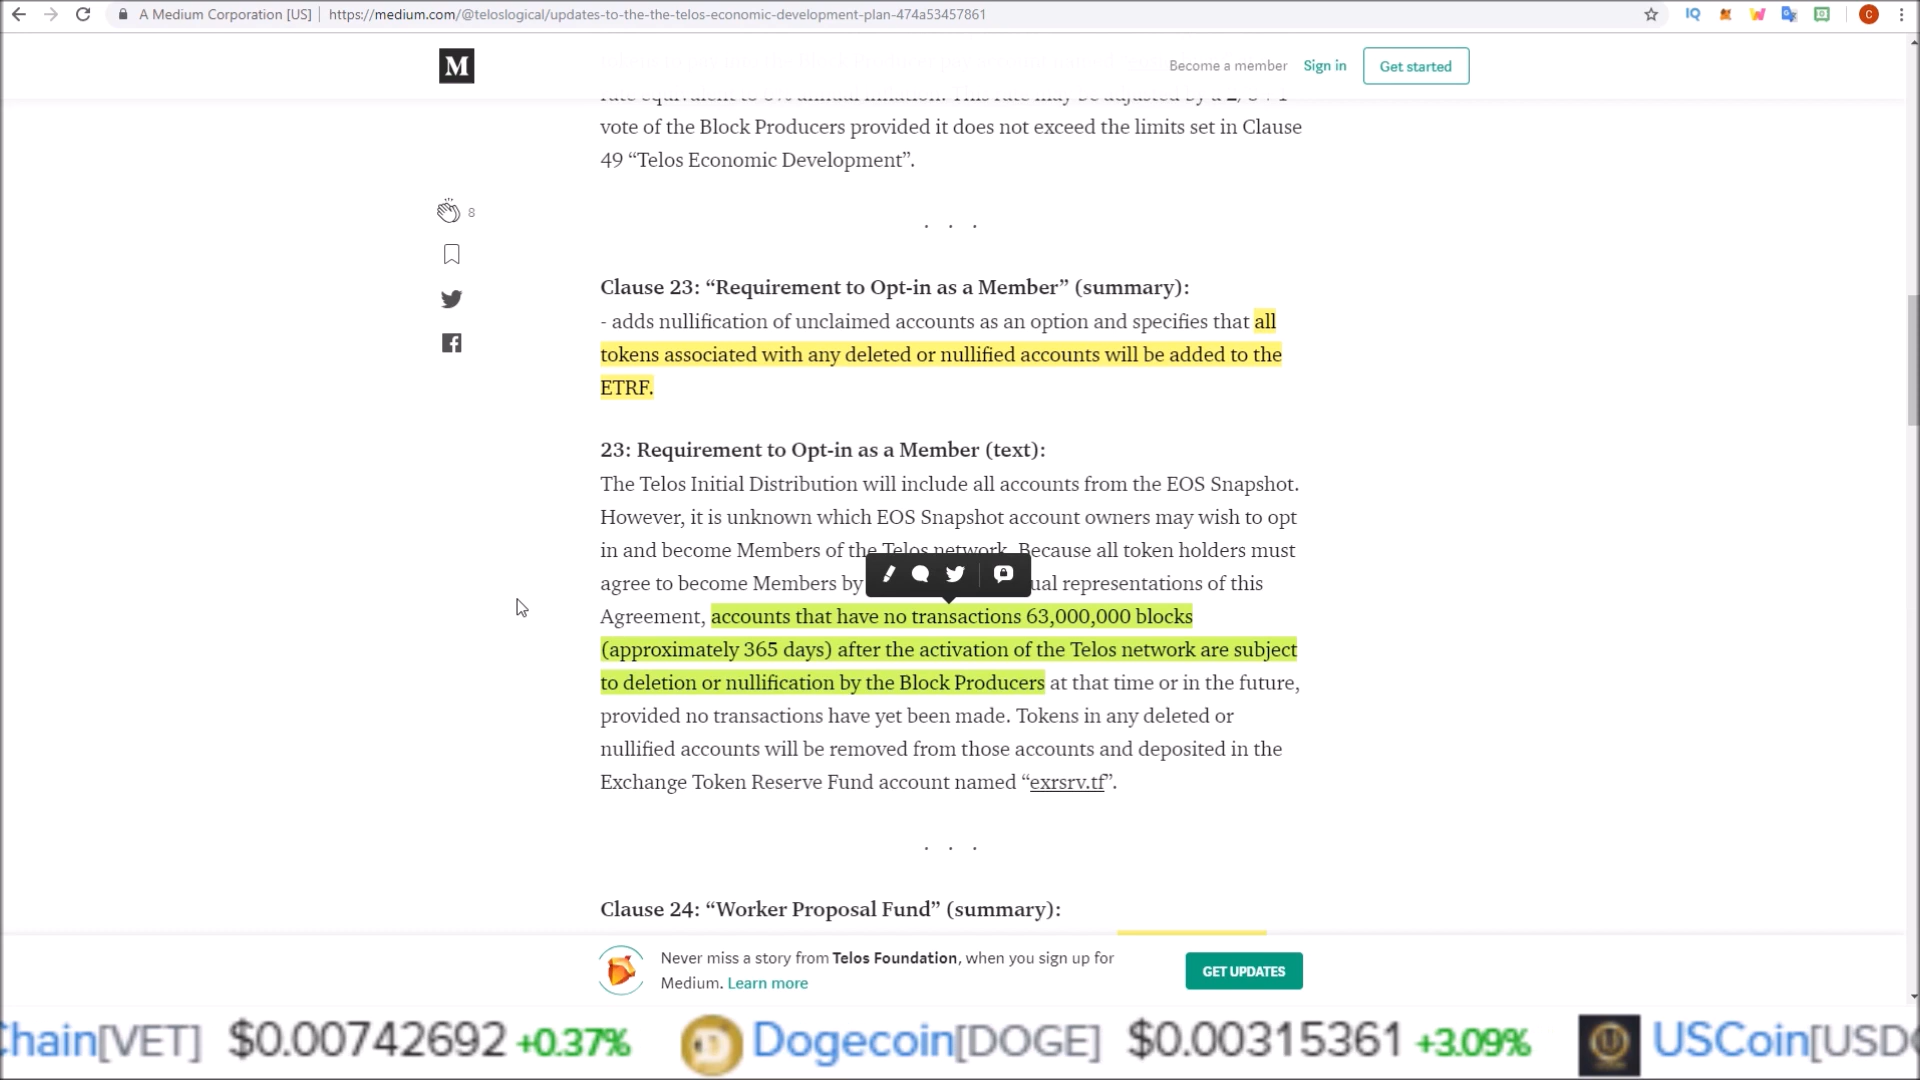 A Medium Corporation [US] | https://medium.com/@teloslogical/updates-to-the-the-telos-economic-development-plan-474a53457861
IQ
C
M
Become a member
Sign in
Get started
vote of the Block Producers provided it does not exceed the limits set in Clause
49 “Telos Economic Development”.
8
. . .
Clause 23: “Requirement to Opt-in as a Member” (summary):
- adds nullification of unclaimed accounts as an option and specifies that all
tokens associated with any deleted or nullified accounts will be added to the
ETRF.
23: Requirement to Opt-in as a Member (text):
The Telos Initial Distribution will include all accounts from the EOS Snapshot.
However, it is unknown which EOS Snapshot account owners may wish to opt
in and become Members of the Telos network. Because all token holders must
agree to become Members by ual representations of this
Agreement, accounts that have no transactions 63,000,000 blocks
(approximately 365 days) after the activation of the Telos network are subject
to deletion or nullification by the Block Producers at that time or in the future,
provided no transactions have yet been made. Tokens in any deleted or
nullified accounts will be removed from those accounts and deposited in the
Exchange Token Reserve Fund account named “exrsrv.tf”.
. . .
Clause 24: “Worker Proposal Fund” (summary):
Never miss a story from Telos Foundation, when you sign up for
Medium. Learn more
GET UPDATES
Chain[VET] $0.00742692 +0.37% Dogecoin[DOGE] $0.00315361 +3.09% USCoin[USD